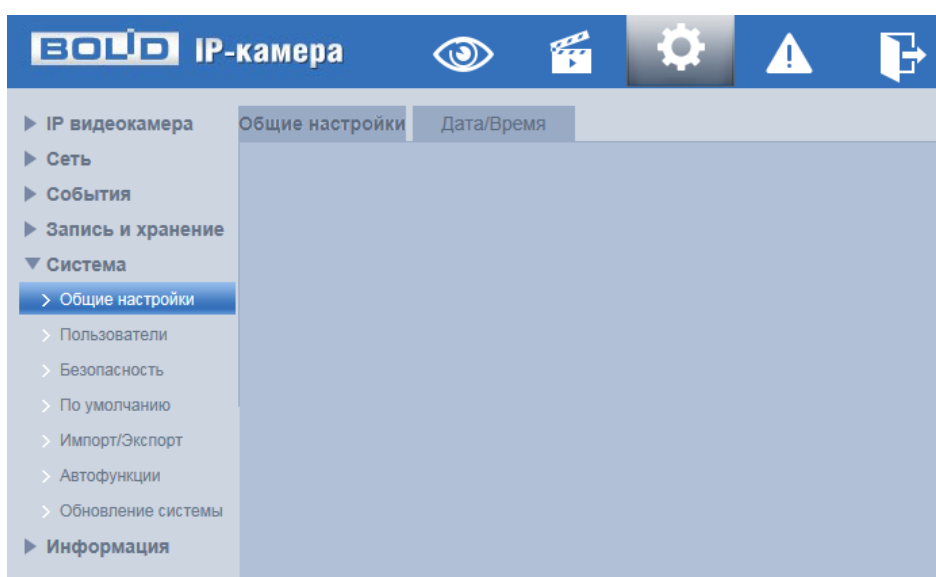 BOLID IP-камера
Общие настройки Дата/Время
IP видеокамера
Сеть
События
Запись и хранение
Система
Общие настройки
Пользователи
Безопасность
По умолчанию
Импорт/Экспорт
Автофункции
Обновление системы
Информация